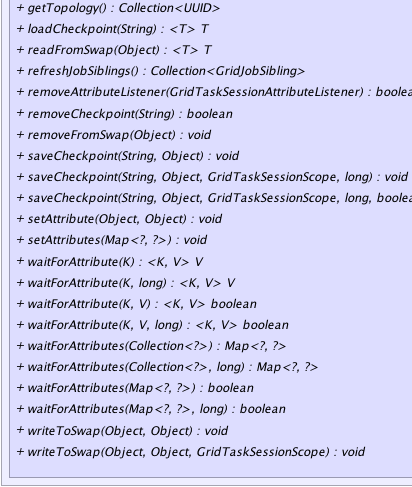 + getTopology() : Collection<UUID>
+ loadCheckpoint(String) : <T> T
+ readFromSwap(Object) : <T> T
+ refreshJobSiblings() : Collection<GridJobSibling>
+ removeAttributeListener(GridTaskSessionAttributeListener) : boolea
+ removeCheckpoint(String) : boolean
+ removeFromSwap(Object) : void
+ saveCheckpoint(String, Object) : void
+ saveCheckpoint(String, Object, GridTaskSessionScope, long) : void
+ saveCheckpoint(String, Object, GridTaskSessionScope, long, boolea
+ setAttribute(Object, Object) : void
+ setAttributes(Map<?, ?>) : void
+ waitForAttribute(K) : <K, V> V
+ waitForAttribute(K, long) : <K, V> V
+ waitForAttribute(K, V) : <K, V> boolean
+ waitForAttribute(K, V, long) : <K, V> boolean
+ waitForAttributes(Collection<?>) : Map<?, ?>
+ waitForAttributes(Collection<?>, long) : Map<?, ?>
+ waitForAttributes(Map<?, ?>) : boolean
+ waitForAttributes(Map<?, ?>, long) : boolean
+ writeToSwap(Object, Object) : void
+ writeToSwap(Object, Object, GridTaskSessionScope) : void